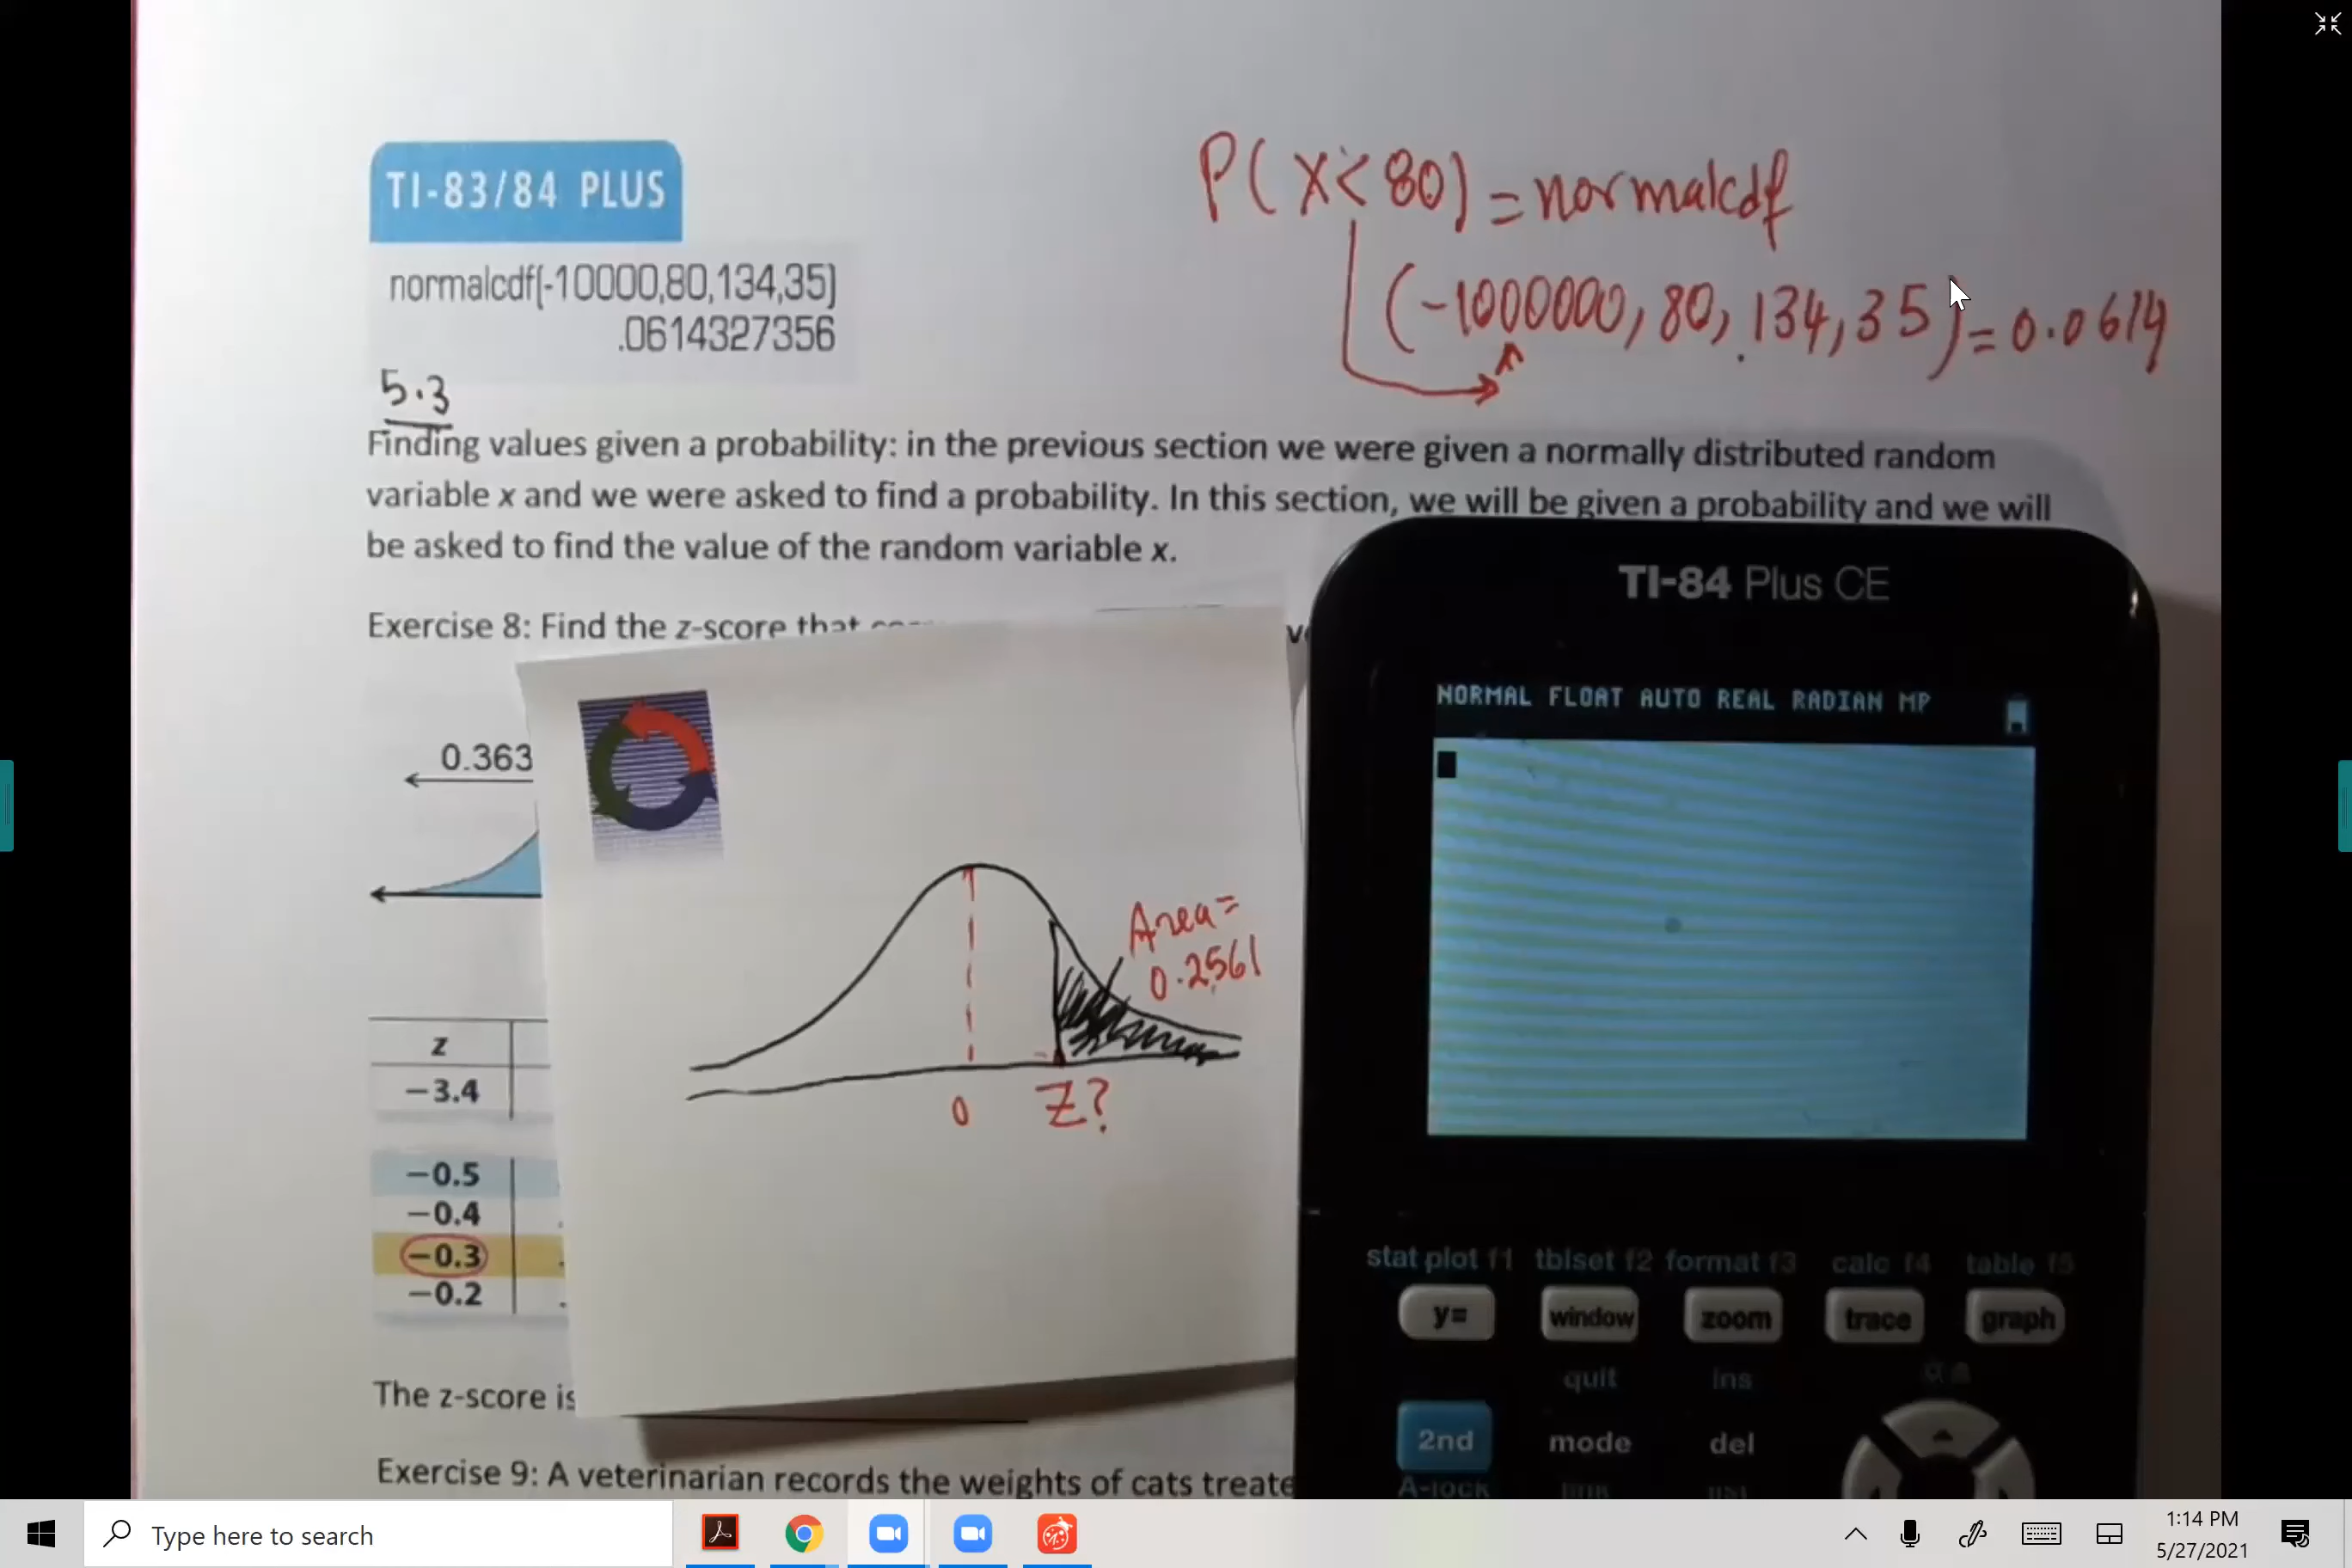 P(X<80) = normalcdf
(-1000000, 80, 134, 35) = 0.0614
TI-83/84 PLUS
normalcdf(-10000,80,134,35)
.0614327356
5.3
Finding values given a probability: in the previous section we were given a normally distributed random
variable x and we were asked to find a probability. In this section, we will be given a probability and we will
be asked to find the value of the random variable x.
Exercise 8: Find the z-score that
0.363
z
−3.4
−0.5
−0.4
−0.3
−0.2
The z-score is
Exercise 9: A veterinarian records the weights of cats treate
Area =
0.2561
0
Z?
TI-84 Plus CE
NORMAL FLOAT AUTO REAL RADIAN MP
stat plot f1 tblset f2 format f3 calc f4 table f5
y= window zoom trace graph
quit ins
2nd mode del
A-lock
Type here to search
1:14 PM
5/27/2021